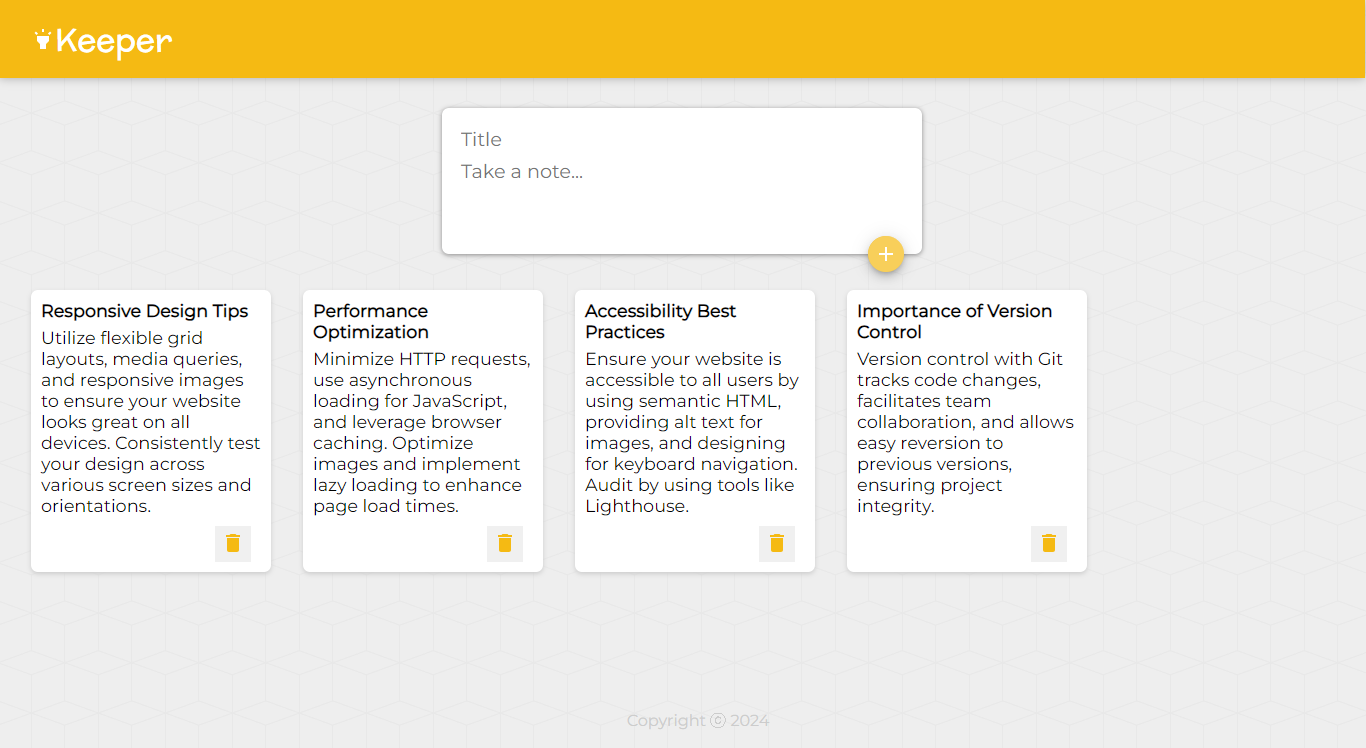 Keeper
Title
Take a note...
Responsive Design Tips
Utilize flexible grid
layouts, media queries,
and responsive images
to ensure your website
looks great on all
devices. Consistently test
your design across
various screen sizes and
orientations.
Performance
Optimization
Minimize HTTP requests,
use asynchronous
loading for JavaScript,
and leverage browser
caching. Optimize
images and implement
lazy loading to enhance
page load times.
Accessibility Best
Practices
Ensure your website is
accessible to all users by
using semantic HTML,
providing alt text for
images, and designing
for keyboard navigation.
Audit by using tools like
Lighthouse.
Importance of Version
Control
Version control with Git
tracks code changes,
facilitates team
collaboration, and allows
easy reversion to
previous versions,
ensuring project
integrity.
Copyright ⓒ 2024